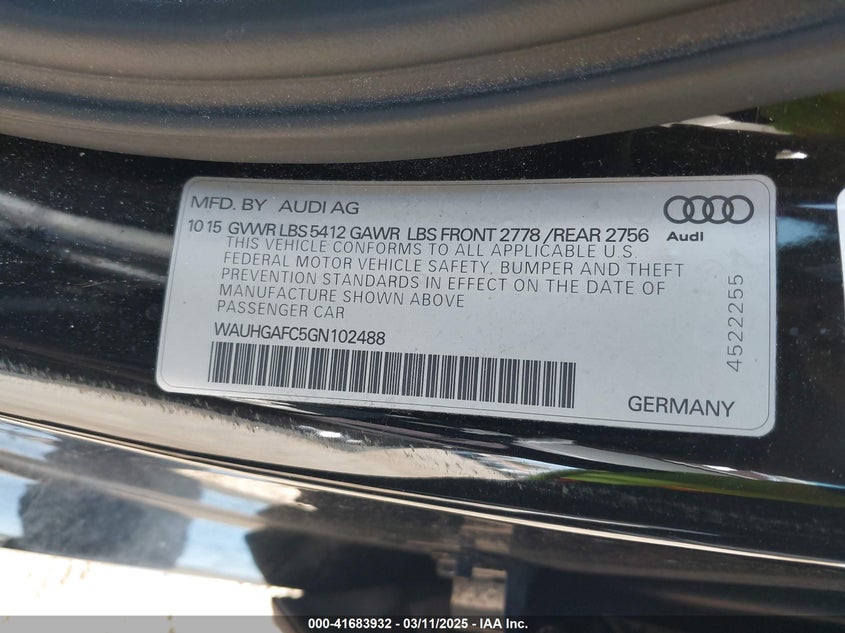 MFD. BY AUDI AG
Audi
10 15 GVWR LBS 5412 GAWR LBS FRONT 2778 / REAR 2756
THIS VEHICLE CONFORMS TO ALL APPLICABLE U.S.
FEDERAL MOTOR VEHICLE SAFETY, BUMPER AND THEFT
PREVENTION STANDARDS IN EFFECT ON THE DATE OF
MANUFACTURE SHOWN ABOVE
PASSENGER CAR
WAUHGAFC5GN102488
4522255
GERMANY
000-41683932 - 03/11/2025 - IAA Inc.